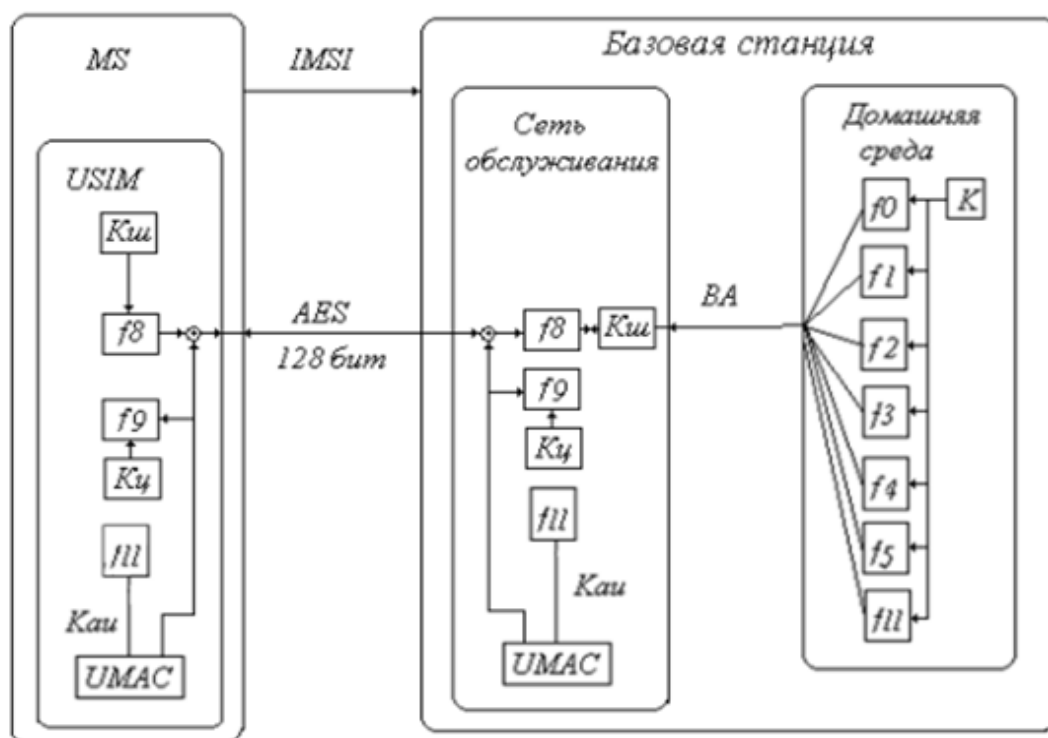 MS
IMSI
Базовая станция
USIM
Кш
f8
f9
Кц
f11
Каи
UMAC
AES
128 бит
Сеть
обслуживания
f8
Кш
f9
Кц
f11
Каи
UMAC
ВА
Домашняя
среда
f0
К
f1
f2
f3
f4
f5
f11